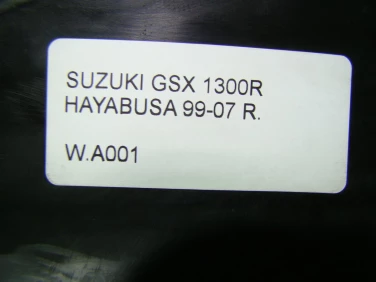 SUZUKI GSX 1300R
HAYABUSA 99-07 R.
W.A001